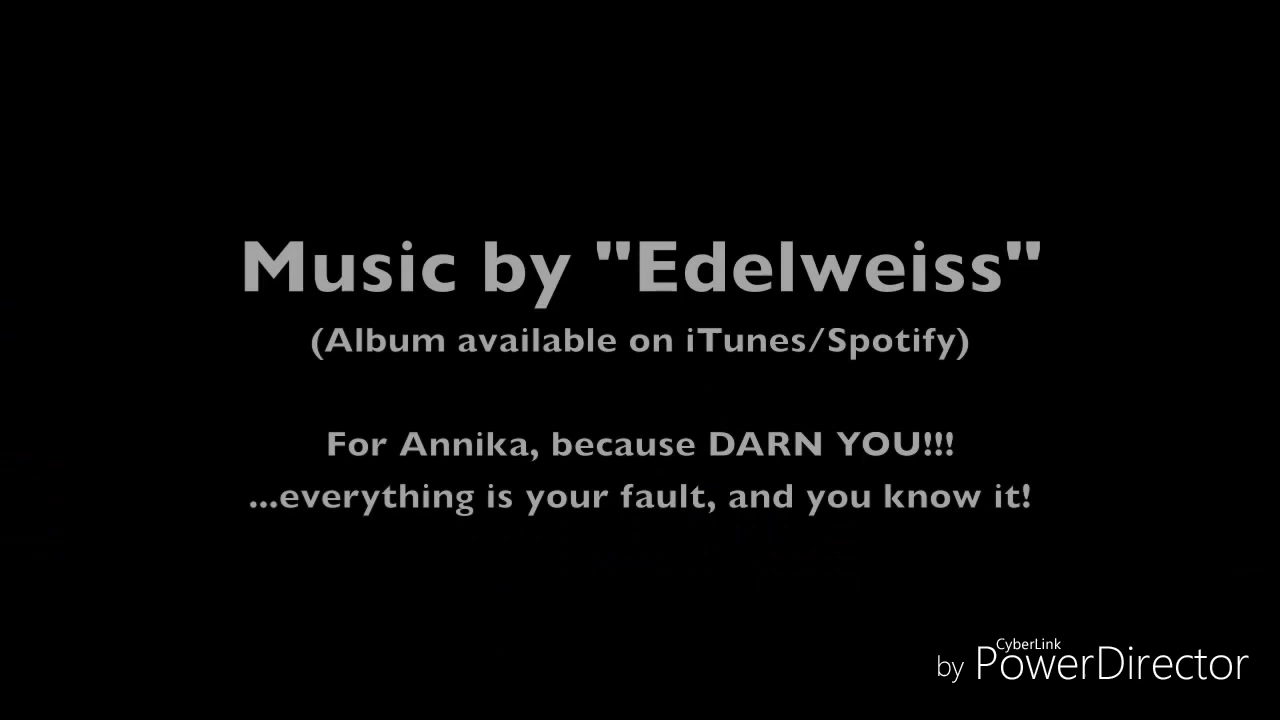 Music by "Edelweiss"
(Album available on iTunes/Spotify)
For Annika, because DARN YOU!!!
...everything is your fault, and you know it!
CyberLink
by PowerDirector